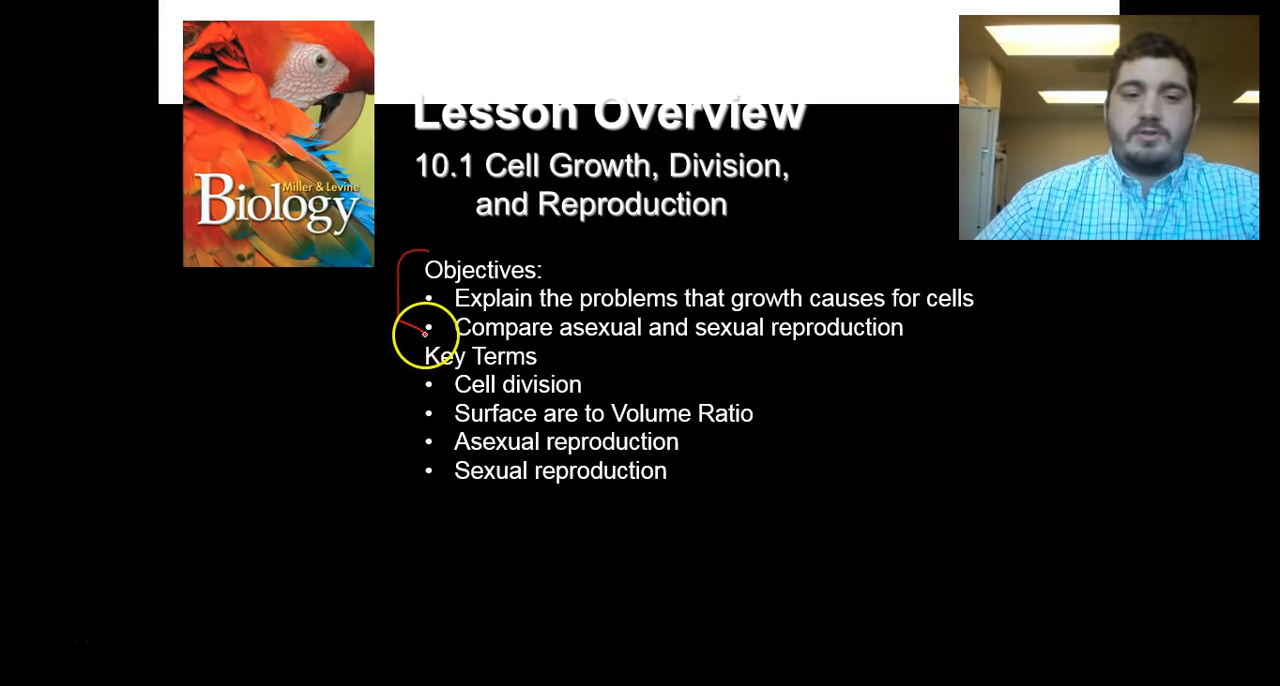 Miller & Levine
Biology
Lesson Overview
10.1 Cell Growth, Division,
and Reproduction
Objectives:
• Explain the problems that growth causes for cells
• Compare asexual and sexual reproduction
Key Terms
• Cell division
• Surface are to Volume Ratio
• Asexual reproduction
• Sexual reproduction